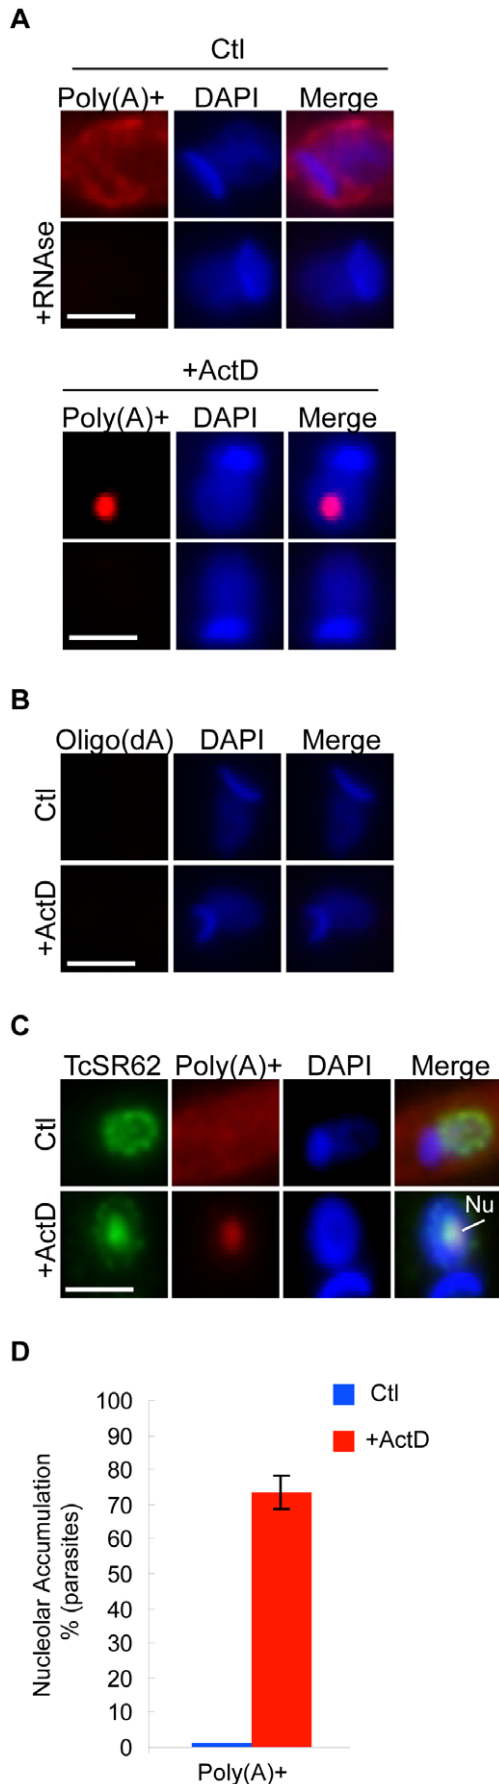 A
Ctl
Poly(A)+ DAPI Merge
+RNAse
+ActD
Poly(A)+ DAPI Merge
B
Oligo(dA) DAPI Merge
Ctl
+ActD
C
TcSR62 Poly(A)+ DAPI Merge
Ctl
+ActD
Nu
D
Ctl
+ActD
Nucleolar Accumulation
% (parasites)
100
90
80
70
60
50
40
30
20
10
0
Poly(A)+